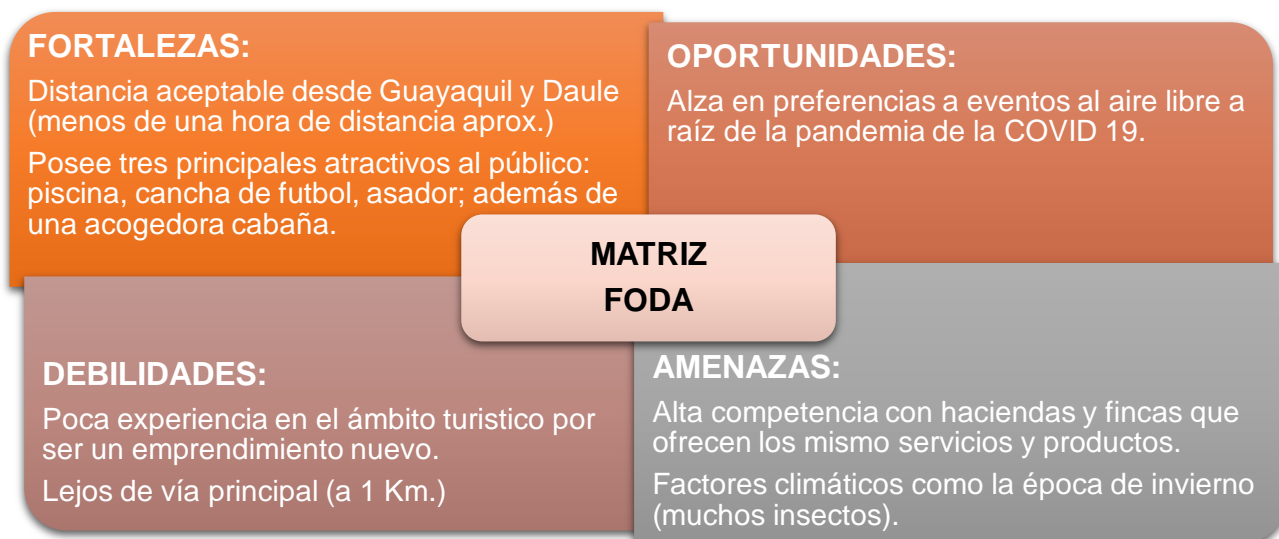 FORTALEZAS:
Distancia aceptable desde Guayaquil y Daule
(menos de una hora de distancia aprox.)
Posee tres principales atractivos al público:
piscina, cancha de futbol, asador; además de
una acogedora cabaña.
OPORTUNIDADES:
Alza en preferencias a eventos al aire libre a
raíz de la pandemia de la COVID 19.
MATRIZ
FODA
DEBILIDADES:
Poca experiencia en el ámbito turistico por
ser un emprendimiento nuevo.
Lejos de vía principal (a 1 Km.)
AMENAZAS:
Alta competencia con haciendas y fincas que
ofrecen los mismo servicios y productos.
Factores climáticos como la época de invierno
(muchos insectos).